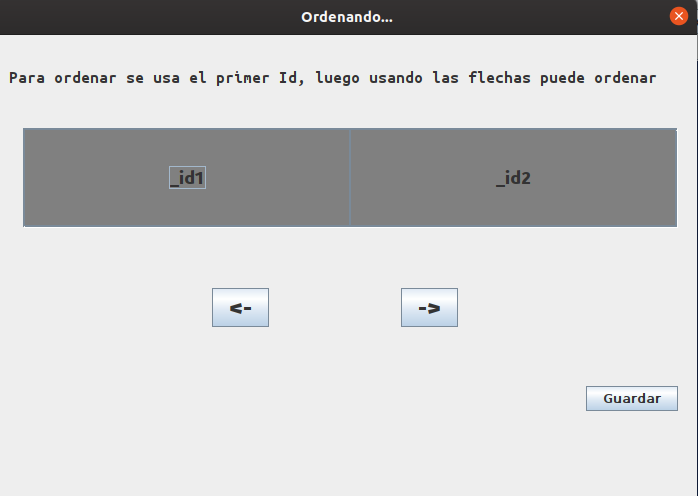 Ordenando...
Para ordenar se usa el primer Id, luego usando las flechas puede ordenar
_id1 _id2
<- ->
Guardar